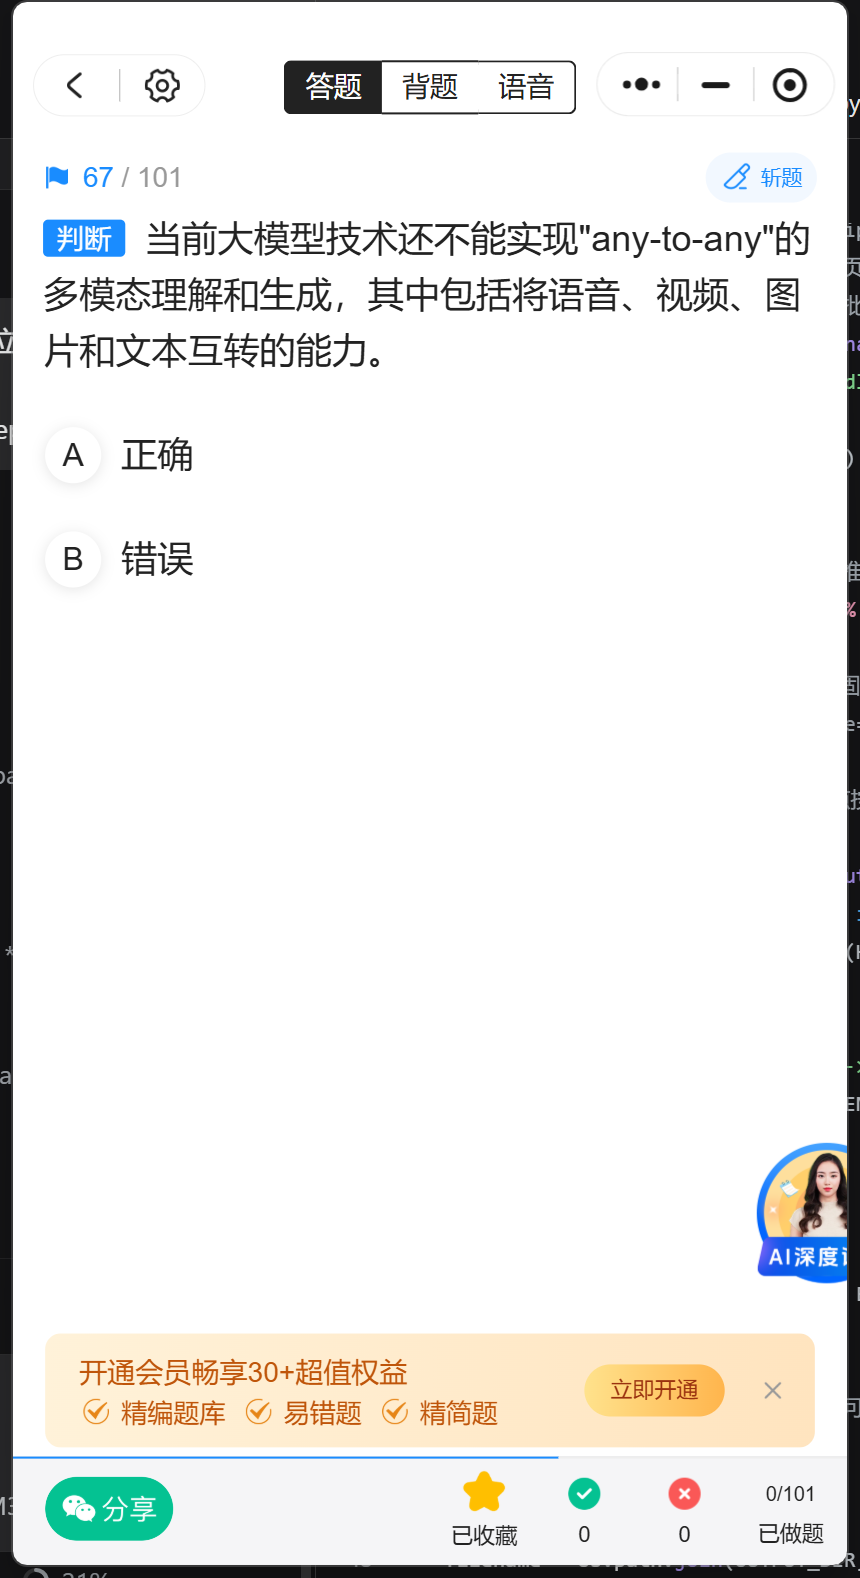 答题 背题 语音
67 / 101
斩题
判断 当前大模型技术还不能实现"any-to-any"的
多模态理解和生成，其中包括将语音、视频、图
片和文本互转的能力。
A 正确
B 错误
AI深度
开通会员畅享30+超值权益
精编题库 易错题 精简题
立即开通
分享
已收藏
0
0
0/101
已做题